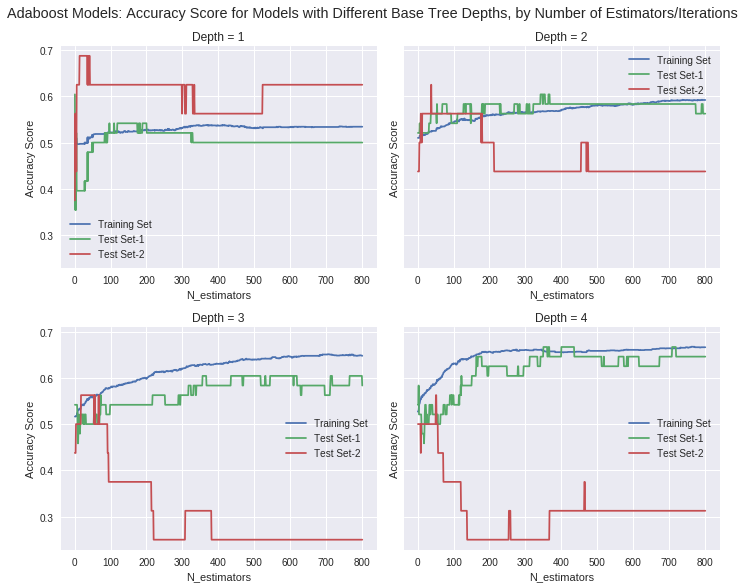 Adaboost Models: Accuracy Score for Models with Different Base Tree Depths, by Number of Estimators/Iterations
Depth = 1
0.7
0.6
0.5
0.4
0.3
Accuracy Score
Training Set
Test Set-1
Test Set-2
0 100 200 300 400 500 600 700 800
N_estimators
Depth = 2
Accuracy Score
Training Set
Test Set-1
Test Set-2
0 100 200 300 400 500 600 700 800
N_estimators
Depth = 3
0.7
0.6
0.5
0.4
0.3
Accuracy Score
Training Set
Test Set-1
Test Set-2
0 100 200 300 400 500 600 700 800
N_estimators
Depth = 4
Accuracy Score
Training Set
Test Set-1
Test Set-2
0 100 200 300 400 500 600 700 800
N_estimators